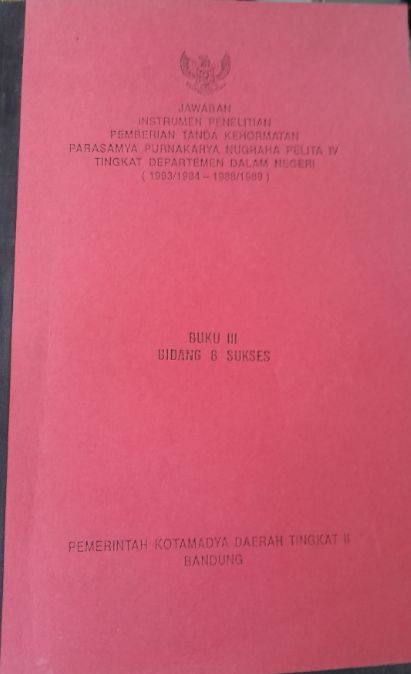 JAWABAN
INSTRUMEN PENELITIAN
PEMBERIAN TANDA KEHORMATAN
PARASAMYA PURNAKARYA NUGRAHA PELITA IV
TINGKAT DEPARTEMEN DALAM NEGERI
( 1983/1984 – 1988/1989 )
BUKU III
BIDANG 8 SUKSES
PEMERINTAH KOTAMADYA DAERAH TINGKAT II
BANDUNG